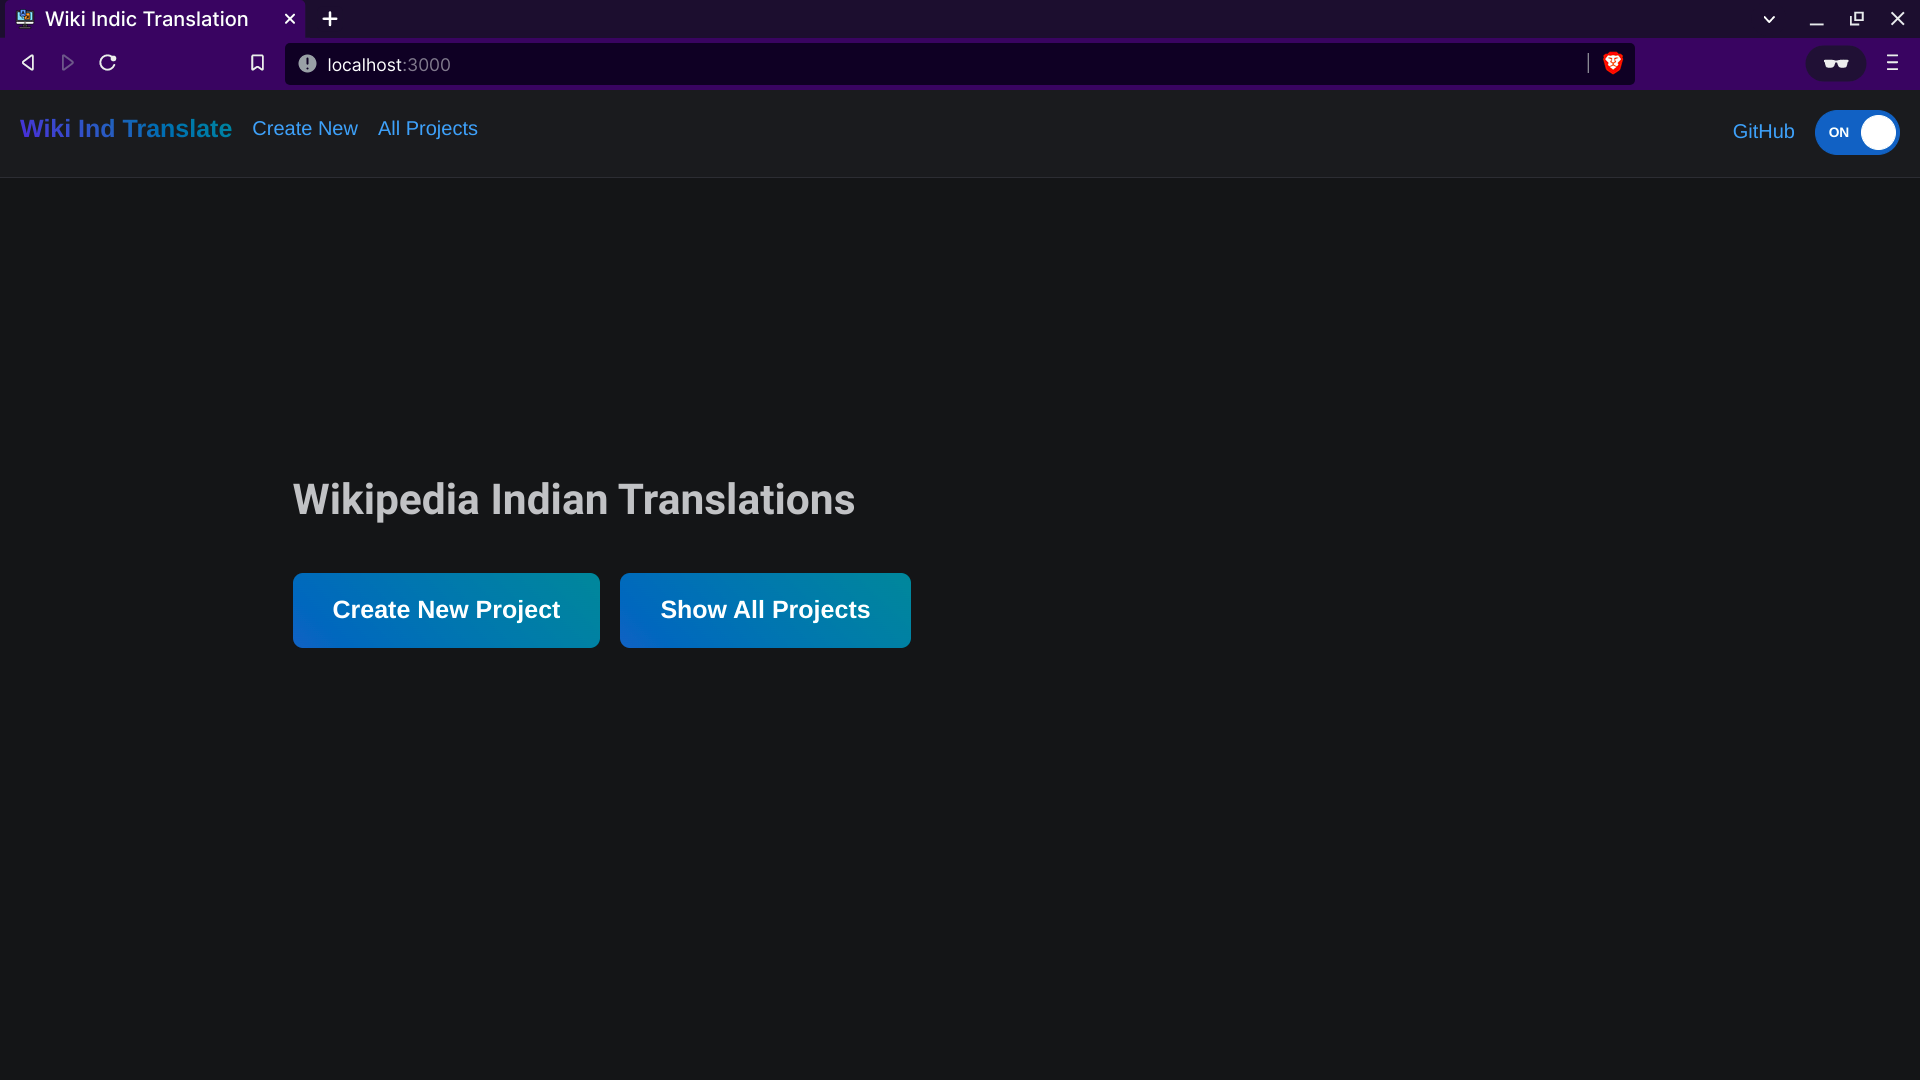 Wiki Indic Translation
localhost:3000
Wiki Ind Translate Create New All Projects GitHub ON
Wikipedia Indian Translations
Create New Project Show All Projects